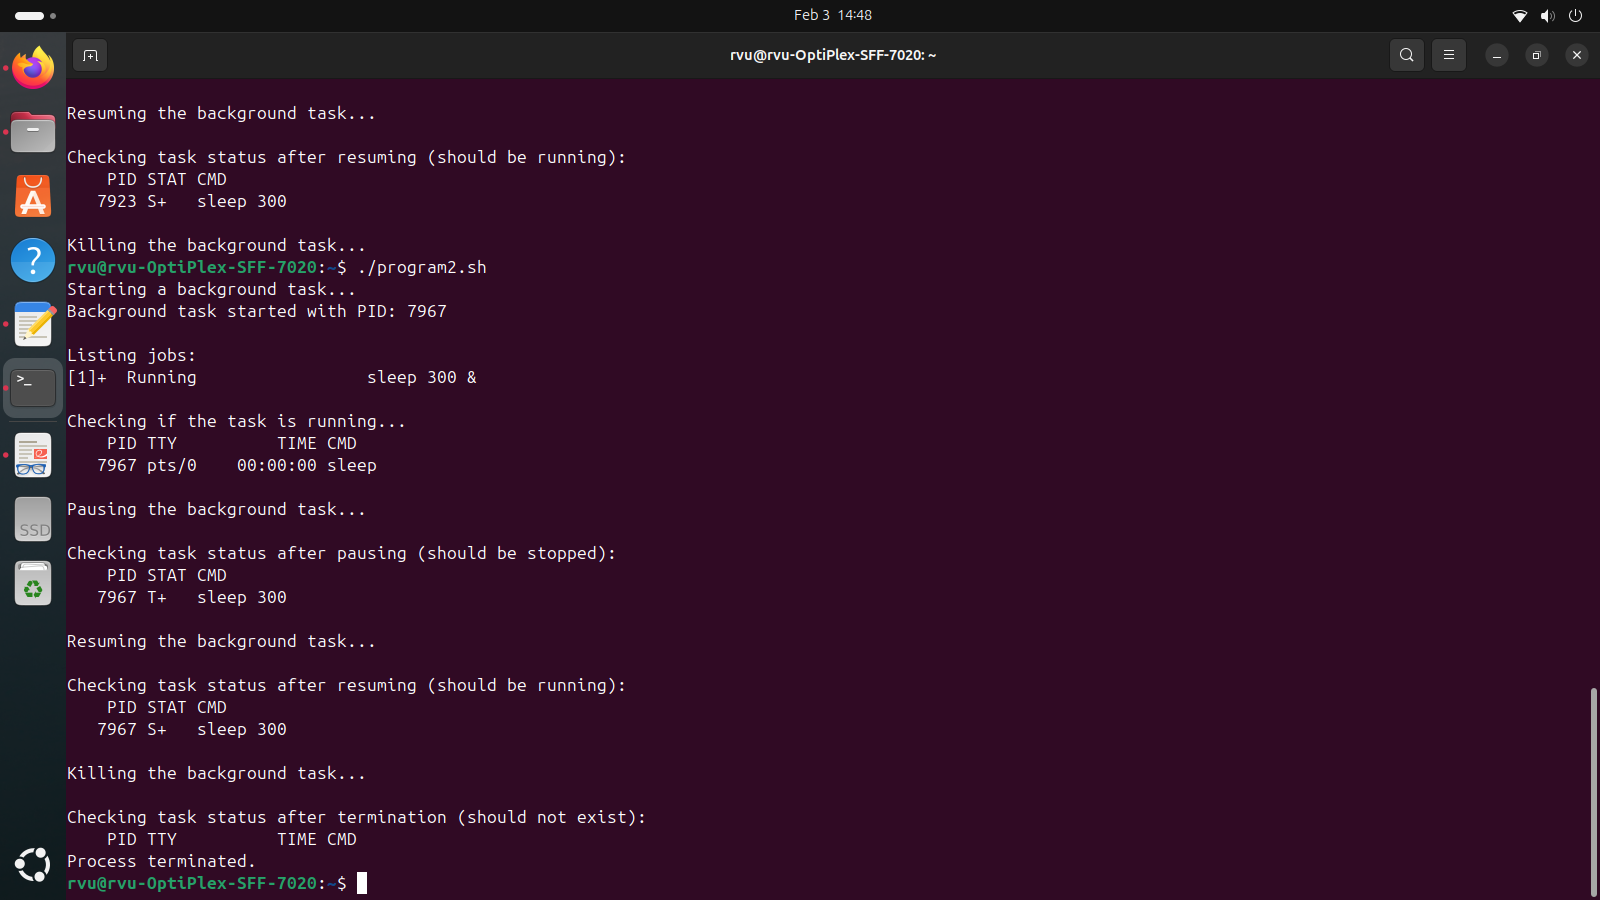 Feb 3 14:48
rvu@rvu-OptiPlex-SFF-7020: ~
Resuming the background task...
Checking task status after resuming (should be running):
PID STAT CMD
7923 S+ sleep 300
Killing the background task...
rvu@rvu-OptiPlex-SFF-7020:~$ ./program2.sh
Starting a background task...
Background task started with PID: 7967
Listing jobs:
[1]+ Running sleep 300 &
Checking if the task is running...
PID TTY TIME CMD
7967 pts/0 00:00:00 sleep
Pausing the background task...
Checking task status after pausing (should be stopped):
PID STAT CMD
7967 T+ sleep 300
Resuming the background task...
Checking task status after resuming (should be running):
PID STAT CMD
7967 S+ sleep 300
Killing the background task...
Checking task status after termination (should not exist):
PID TTY TIME CMD
Process terminated.
rvu@rvu-OptiPlex-SFF-7020:~$
SSD